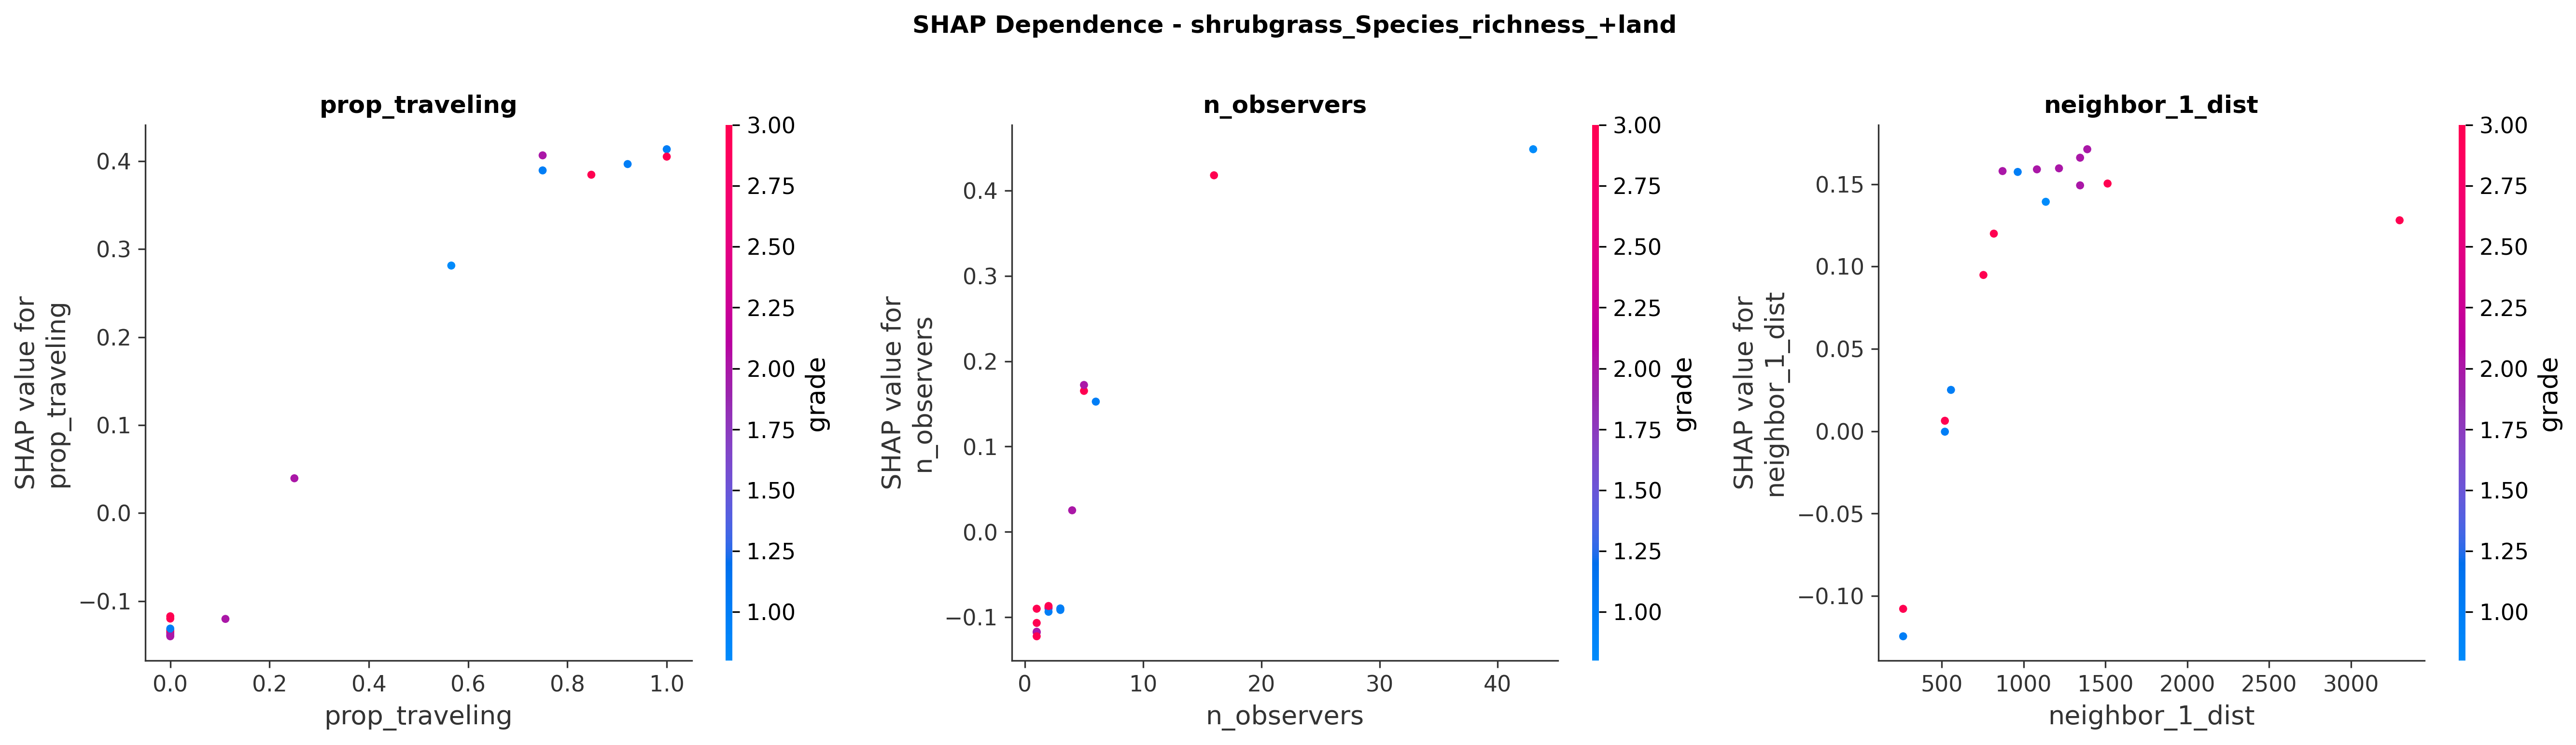 SHAP Dependence - shrubgrass_Species_richness_+land
prop_traveling
SHAP value for
prop_traveling
0.4
0.3
0.2
0.1
0.0
−0.1
0.0 0.2 0.4 0.6 0.8 1.0
prop_traveling
3.00
2.75
2.50
2.25
2.00
1.75
1.50
1.25
1.00
grade
n_observers
SHAP value for
n_observers
0.4
0.3
0.2
0.1
0.0
−0.1
0 10 20 30 40
n_observers
3.00
2.75
2.50
2.25
2.00
1.75
1.50
1.25
1.00
grade
neighbor_1_dist
SHAP value for
neighbor_1_dist
0.15
0.10
0.05
0.00
−0.05
−0.10
500 1000 1500 2000 2500 3000
neighbor_1_dist
3.00
2.75
2.50
2.25
2.00
1.75
1.50
1.25
1.00
grade